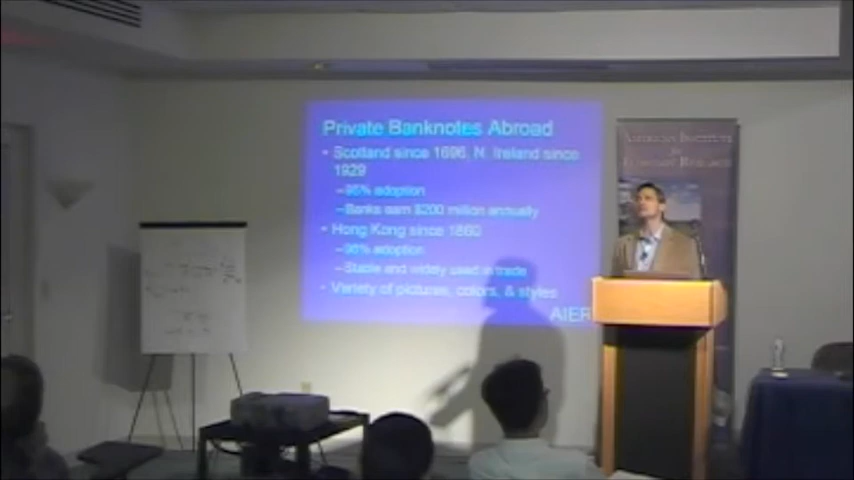 Private Banknotes Abroad
• Scotland since 1696, N. Ireland since
1929
–95% adoption
–Banks earn $200 million annually
• Hong Kong since 1860
–96% adoption
–Stable and widely used in trade
• Variety of pictures, colors, & styles
AIER
AMERICAN INSTITUTE
for
ECONOMIC RESEARCH